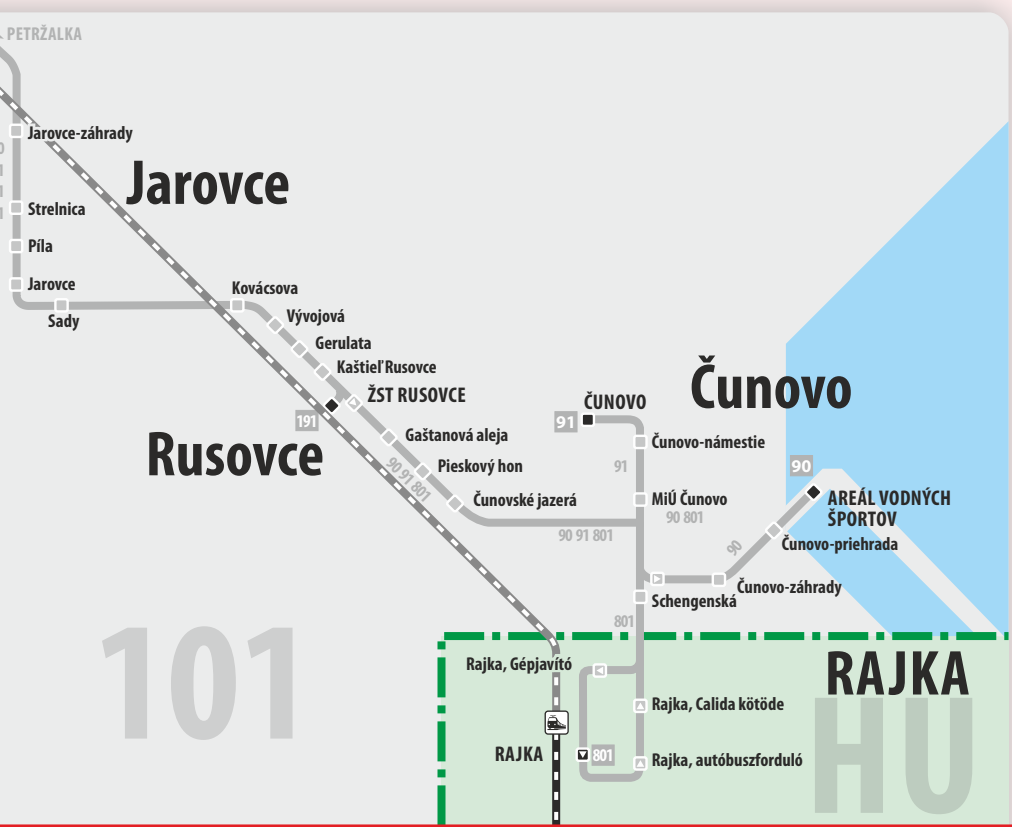 PETRŽALKA
Jarovce-záhrady
Jarovce
Strelnica
Píla
Jarovce
Sady
Kovácsova
Vývojová
Gerulata
Kaštieľ Rusovce
ŽST RUSOVCE
191
Rusovce
Gaštanová aleja
Pieskový hon
90 91 801
Čunovské jazerá
90 91 801
Čunovo
ČUNOVO
91
Čunovo-námestie
91
MiÚ Čunovo
90 801
90
AREÁL VODNÝCH
ŠPORTOV
Čunovo-priehrada
90
Čunovo-záhrady
Schengenská
801
101
Rajka, Gépjavító
RAJKA
HU
Rajka, Calida kötöde
RAJKA
801
Rajka, autóbuszforduló